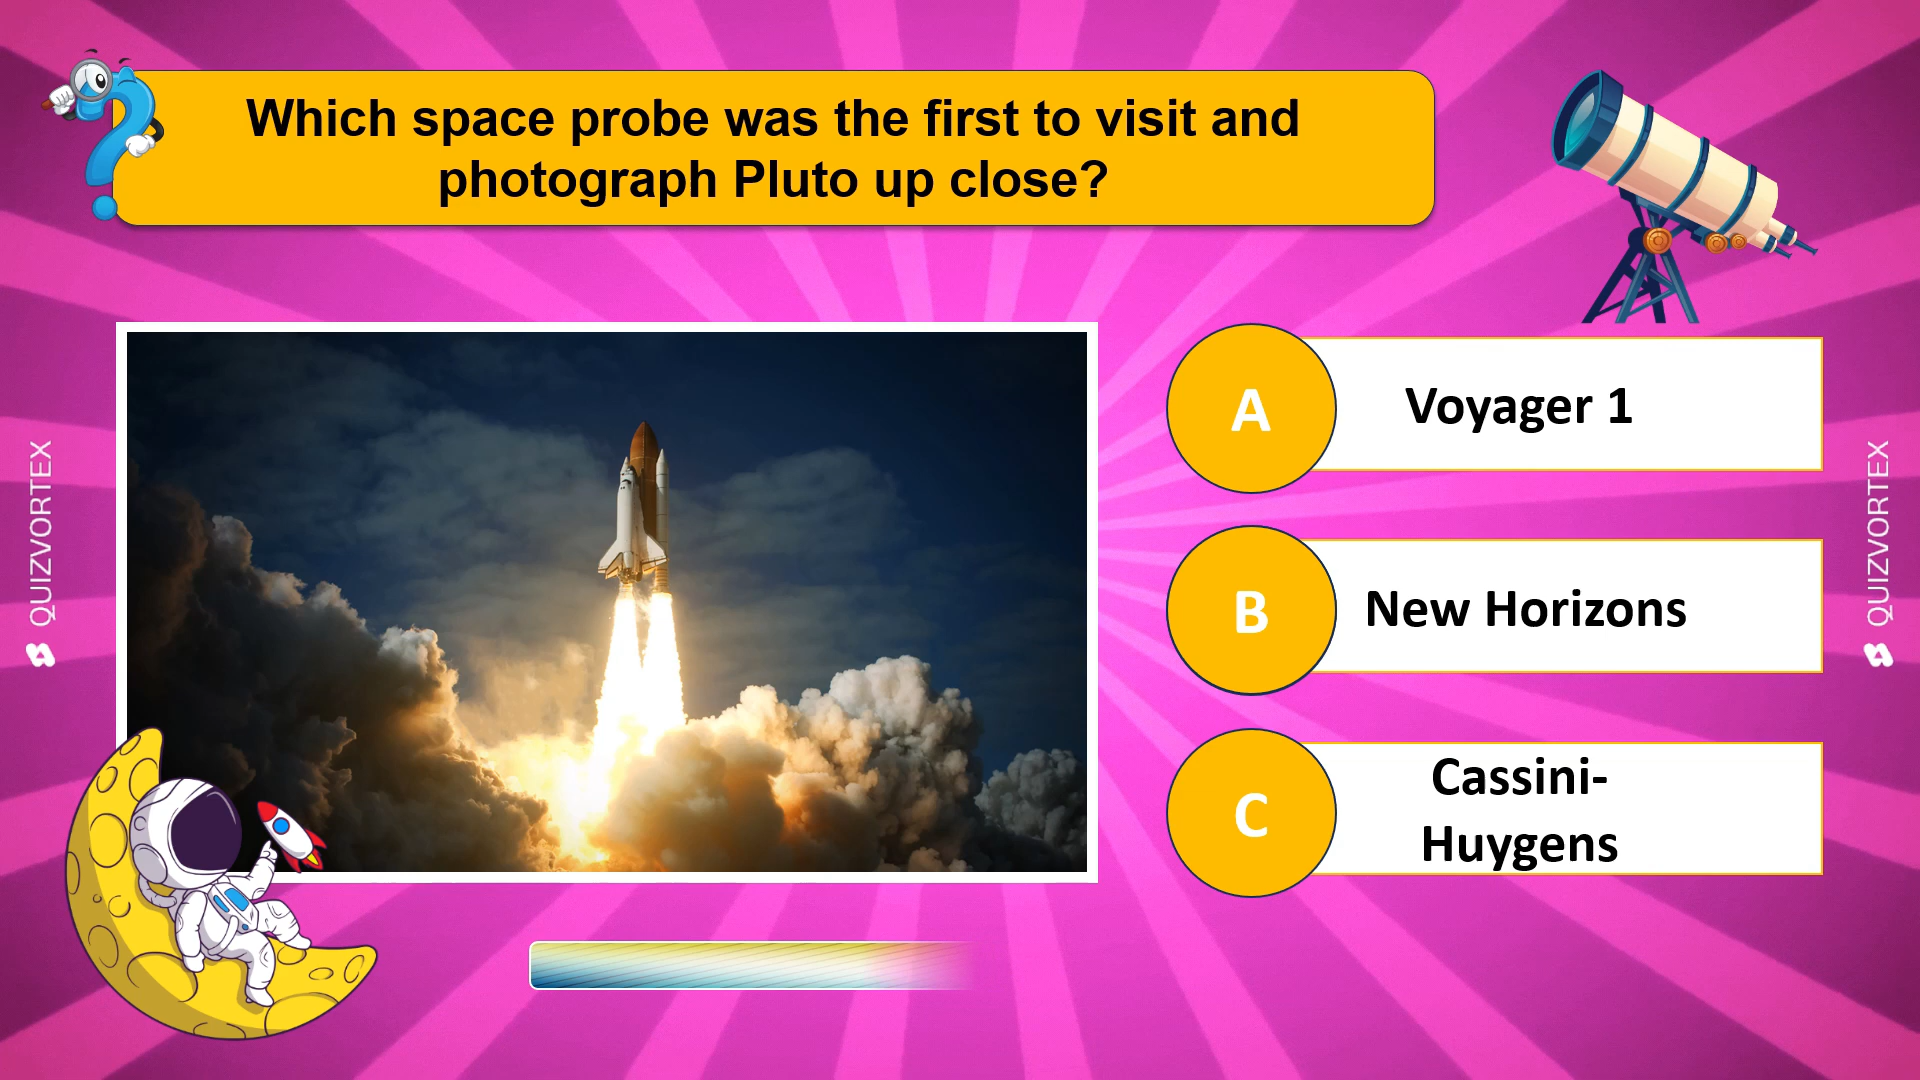 Which space probe was the first to visit and
photograph Pluto up close?
A
Voyager 1
B
New Horizons
C
Cassini-
Huygens
QUIZVORTEX
QUIZVORTEX